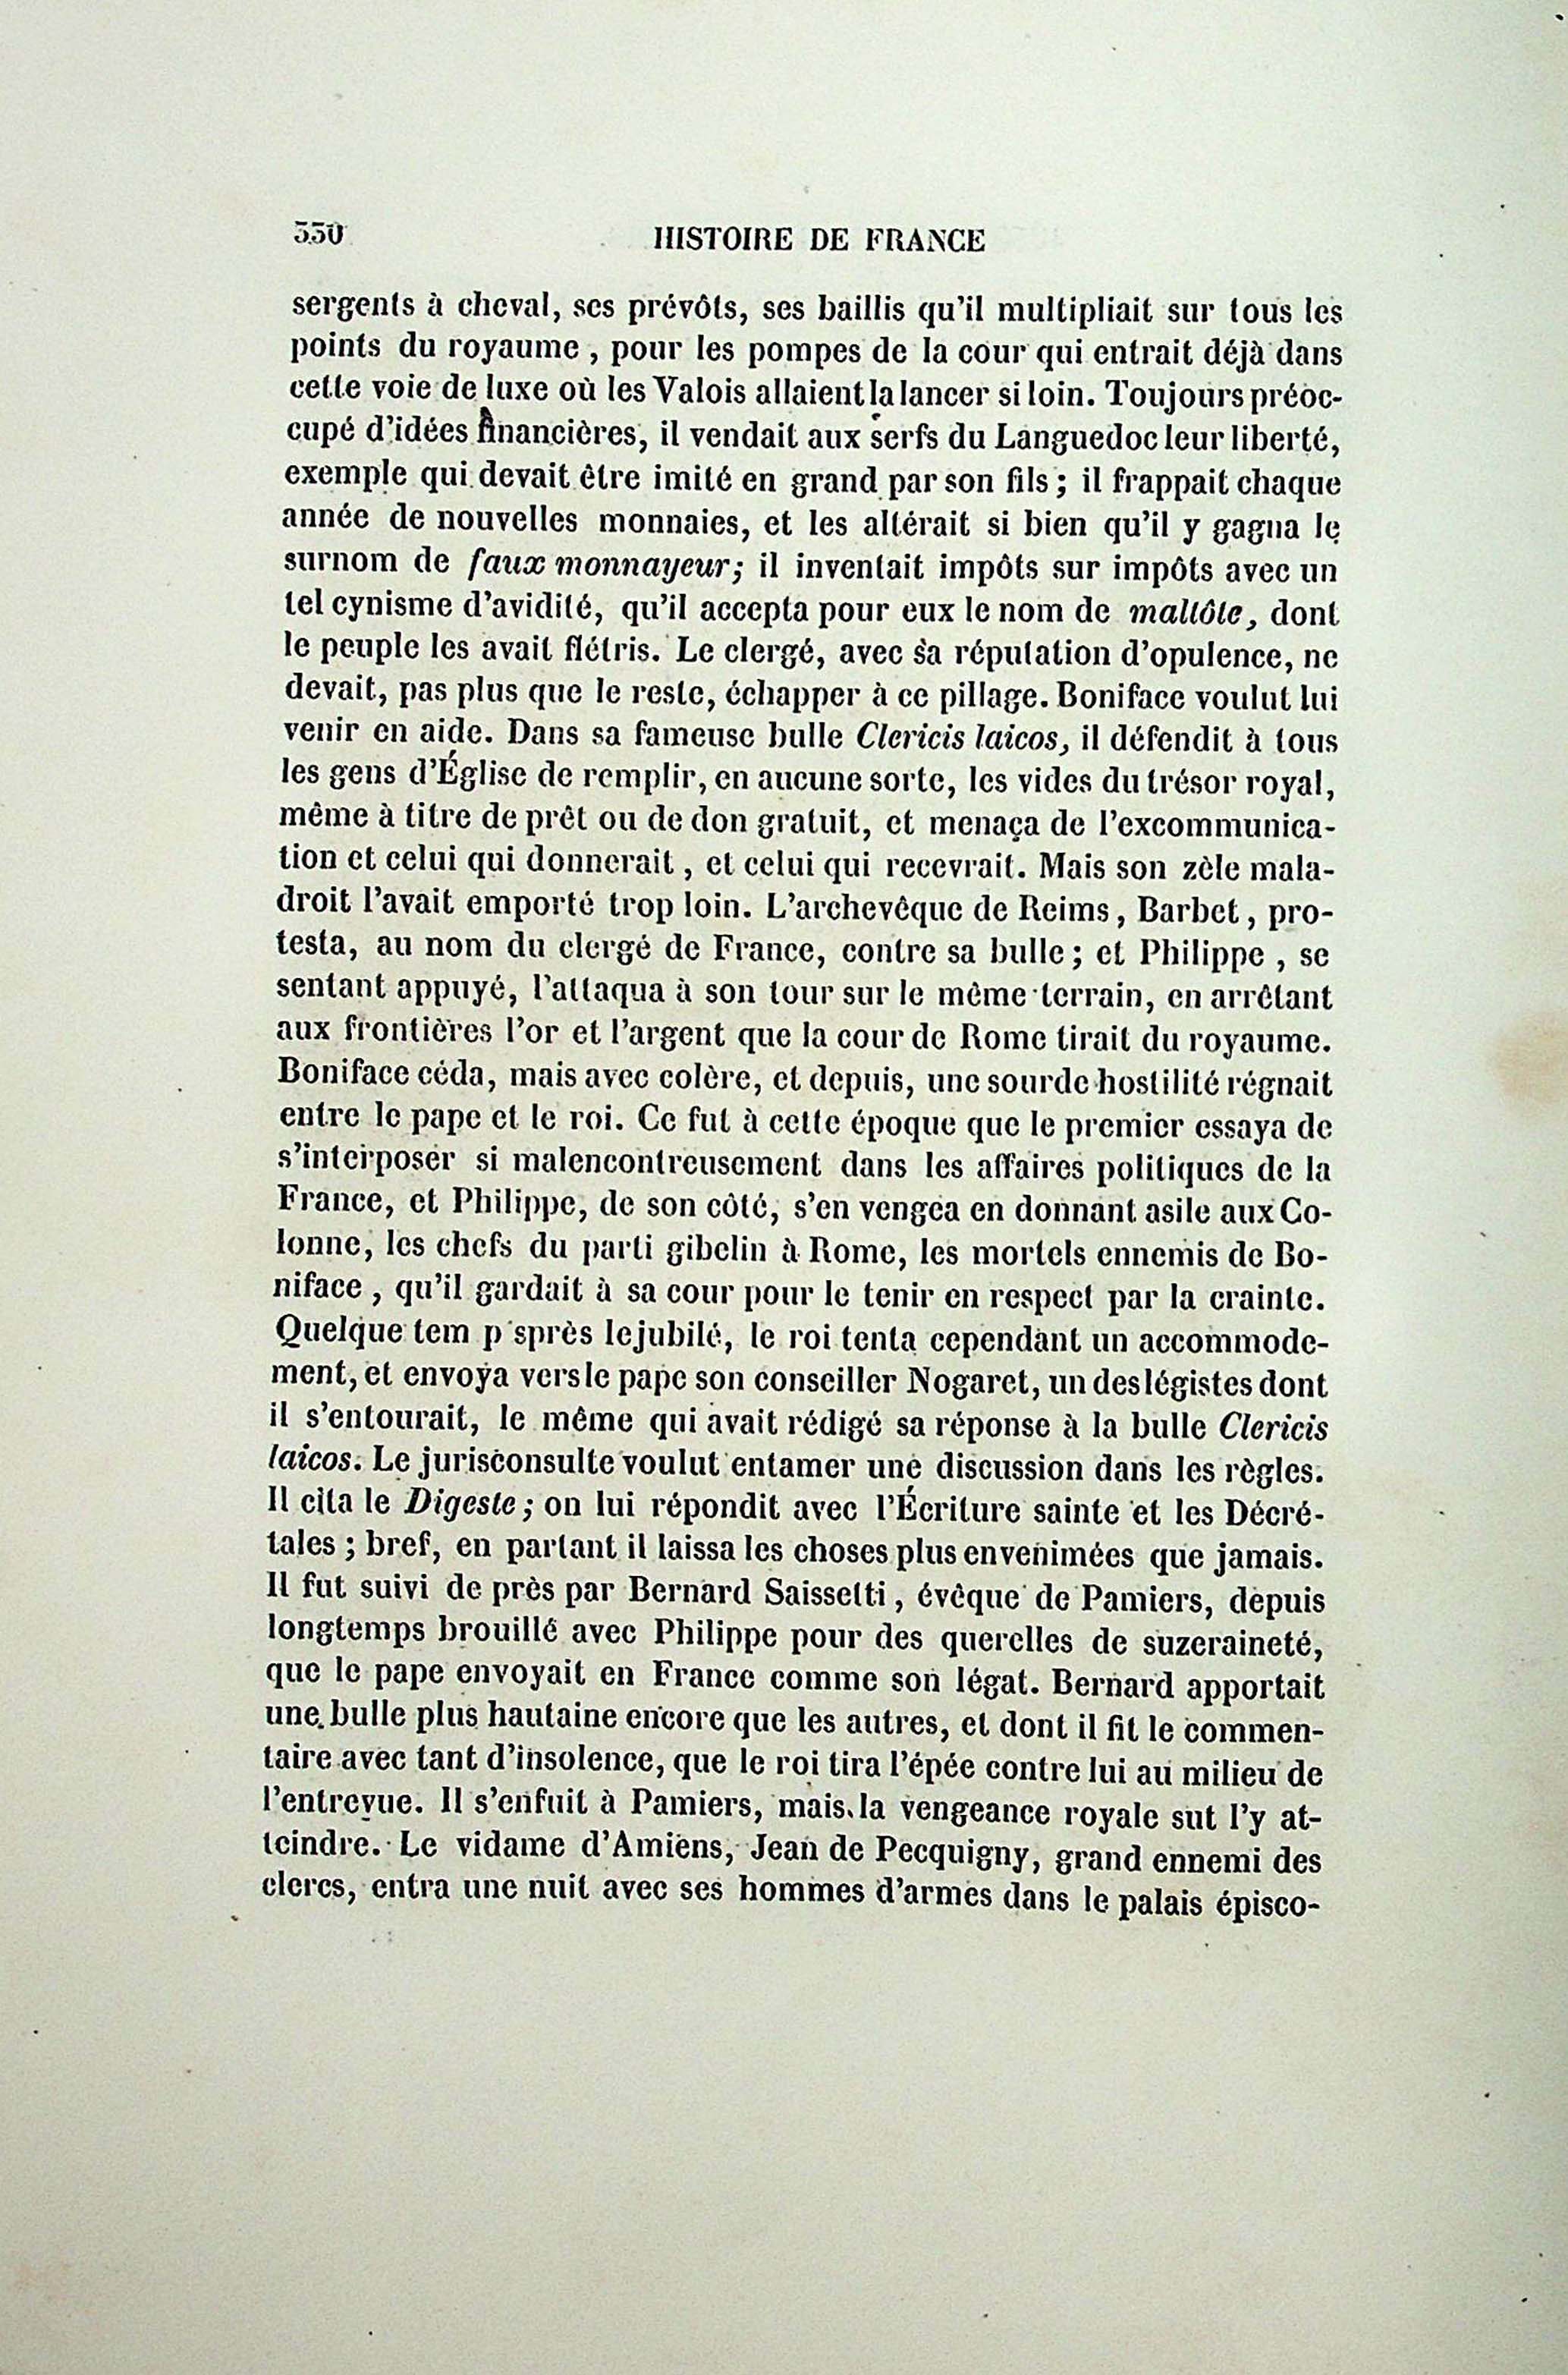 330
HISTOIRE DE FRANCE
sergents à cheval, ses prévôts, ses baillis qu'il multipliait sur tous les
points du royaume , pour les pompes de la cour qui entrait déjà dans
cette voie de luxe où les Valois allaient la lancer si loin. Toujours préoc-
cupé d'idées financières, il vendait aux serfs du Languedoc leur liberté,
exemple qui devait être imité en grand par son fils ; il frappait chaque
année de nouvelles monnaies, et les altérait si bien qu'il y gagna le
surnom de faux monnayeur; il inventait impôts sur impôts avec un
tel cynisme d'avidité, qu'il accepta pour eux le nom de maltôte, dont
le peuple les avait flétris. Le clergé, avec sa réputation d'opulence, ne
devait, pas plus que le reste, échapper à ce pillage. Boniface voulut lui
venir en aide. Dans sa fameuse bulle Clericis laicos, il défendit à tous
les gens d'Église de remplir, en aucune sorte, les vides du trésor royal,
même à titre de prêt ou de don gratuit, et menaça de l'excommunica-
tion et celui qui donnerait , et celui qui recevrait. Mais son zèle mala-
droit l'avait emporté trop loin. L'archevêque de Reims , Barbet , pro-
testa, au nom du clergé de France, contre sa bulle ; et Philippe , se
sentant appuyé, l'attaqua à son tour sur le même terrain, en arrêtant
aux frontières l'or et l'argent que la cour de Rome tirait du royaume.
Boniface céda, mais avec colère, et depuis, une sourde hostilité régnait
entre le pape et le roi. Ce fut à cette époque que le premier essaya de
s'interposer si malencontreusement dans les affaires politiques de la
France, et Philippe, de son côté, s'en vengea en donnant asile aux Co-
lonne, les chefs du parti gibelin à Rome, les mortels ennemis de Bo-
niface , qu'il gardait à sa cour pour le tenir en respect par la crainte.
Quelque tem p sprès le jubilé, le roi tenta cependant un accommode-
ment, et envoya vers le pape son conseiller Nogaret, un des légistes dont
il s'entourait, le même qui avait rédigé sa réponse à la bulle Clericis
laicos. Le jurisconsulte voulut entamer une discussion dans les règles.
Il cita le Digeste ; on lui répondit avec l'Écriture sainte et les Décré-
tales ; bref, en partant il laissa les choses plus envenimées que jamais.
Il fut suivi de près par Bernard Saissetti , évêque de Pamiers, depuis
longtemps brouillé avec Philippe pour des querelles de suzeraineté,
que le pape envoyait en France comme son légat. Bernard apportait
une bulle plus hautaine encore que les autres, et dont il fit le commen-
taire avec tant d'insolence, que le roi tira l'épée contre lui au milieu de
l'entrevue. Il s'enfuit à Pamiers, mais la vengeance royale sut l'y at-
teindre. Le vidame d'Amiens, Jean de Pecquigny, grand ennemi des
clercs, entra une nuit avec ses hommes d'armes dans le palais épisco-